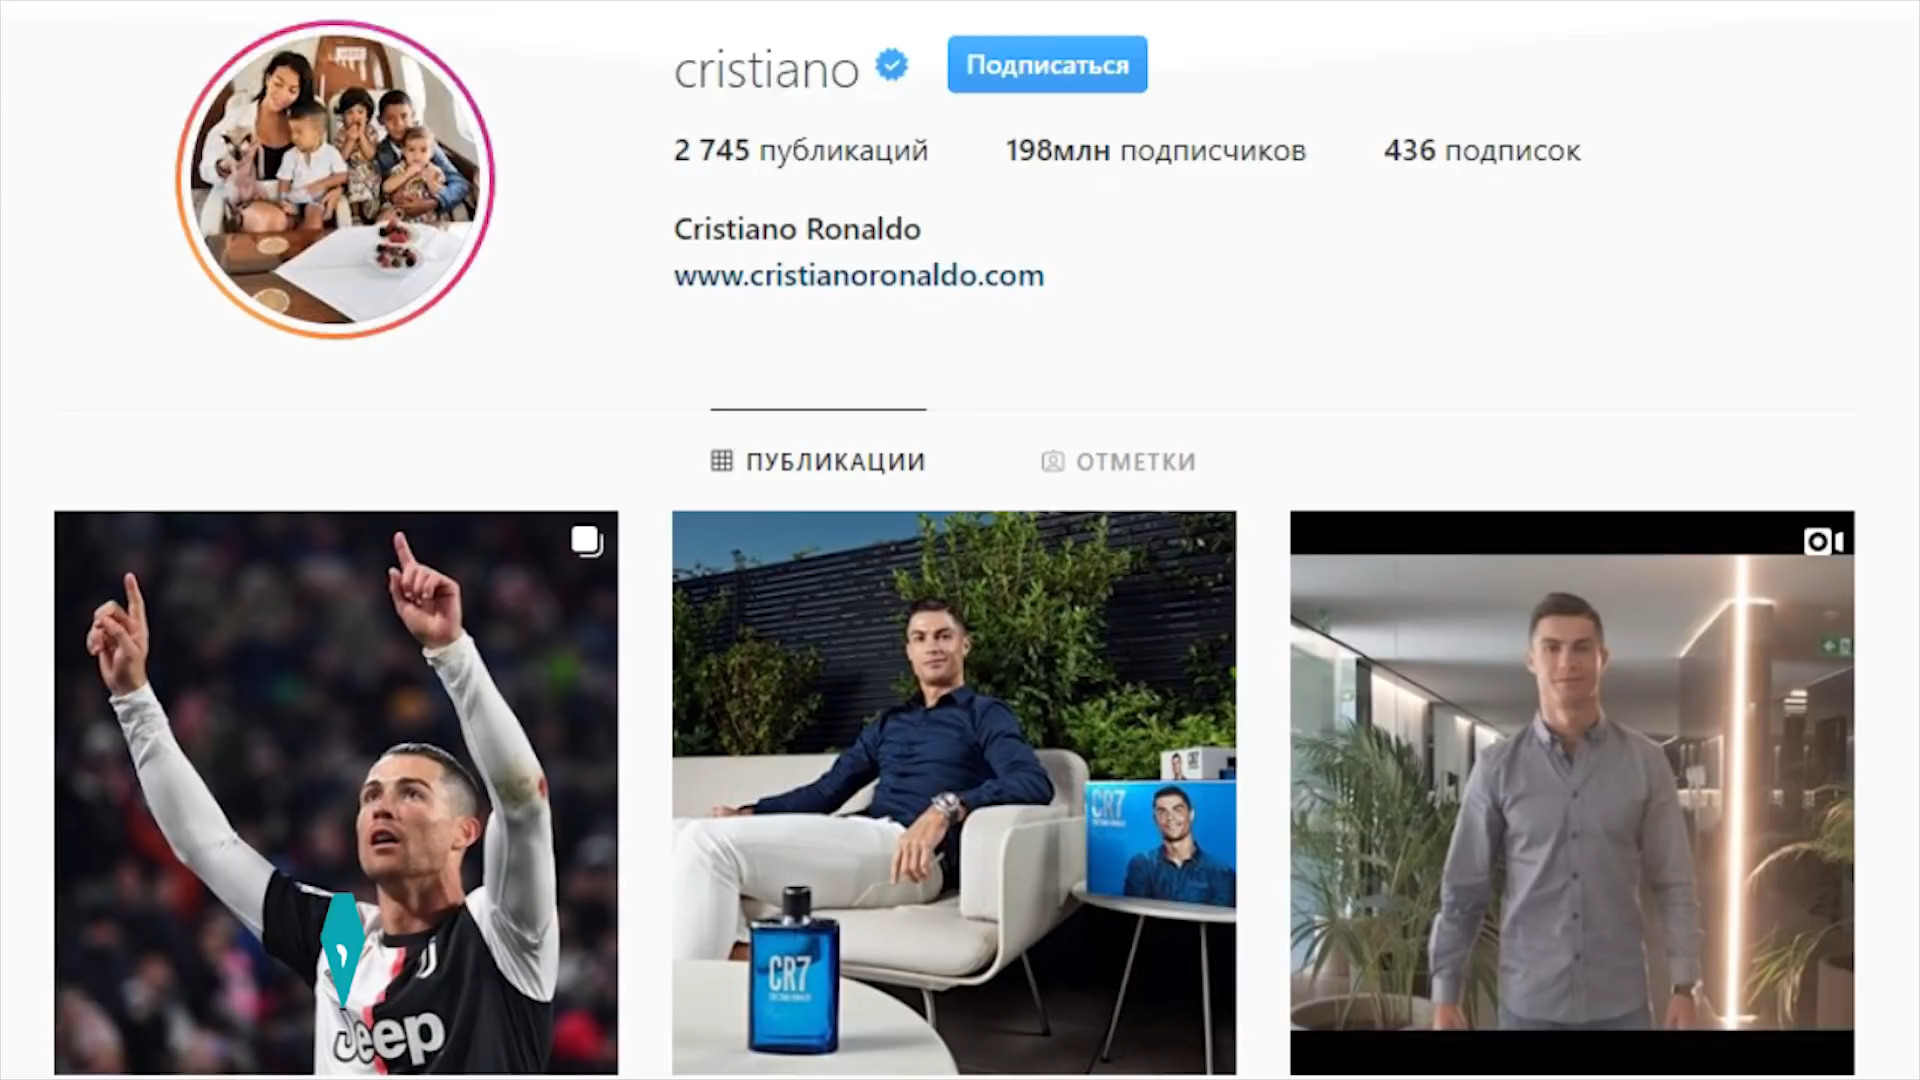 cristiano
Подписаться
2 745 публикаций 198млн подписчиков 436 подписок
Cristiano Ronaldo
www.cristianoronaldo.com
ПУБЛИКАЦИИ ОТМЕТКИ
Jeep
CR7
CR7
CR7